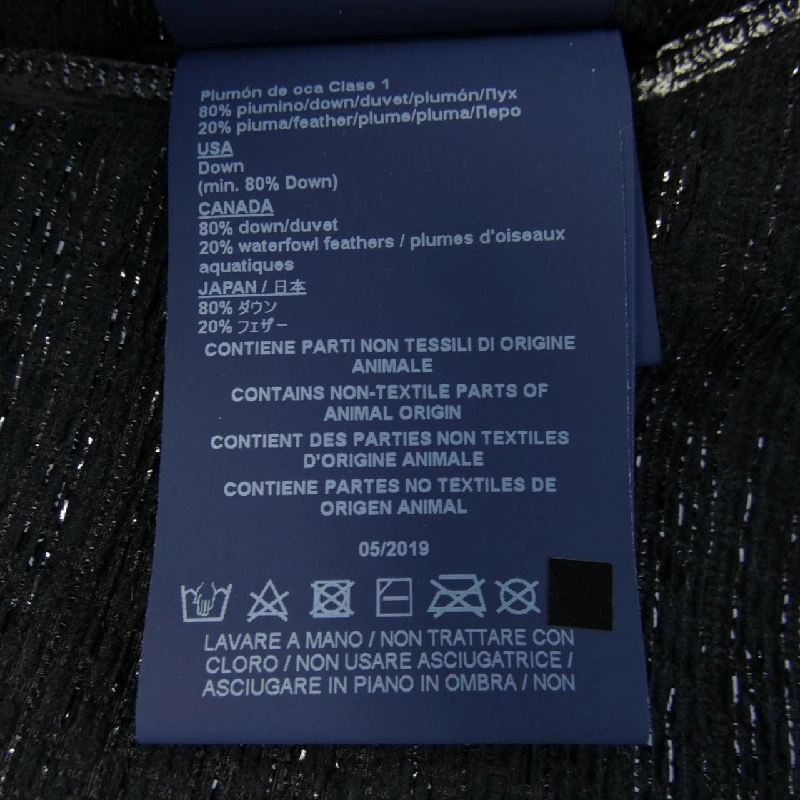 Plumón de oca Clase 1
80% piumino/down/duvet/plumón/Пух
20% piuma/feather/plume/pluma/Перо
USA
Down
(min. 80% Down)
CANADA
80% down/duvet
20% waterfowl feathers / plumes d'oiseaux
aquatiques
JAPAN / 日本
80% ダウン
20% フェザー
CONTIENE PARTI NON TESSILI DI ORIGINE
ANIMALE
CONTAINS NON-TEXTILE PARTS OF
ANIMAL ORIGIN
CONTIENT DES PARTIES NON TEXTILES
D'ORIGINE ANIMALE
CONTIENE PARTES NO TEXTILES DE
ORIGEN ANIMAL
05/2019
LAVARE A MANO / NON TRATTARE CON
CLORO / NON USARE ASCIUGATRICE /
ASCIUGARE IN PIANO IN OMBRA / NON